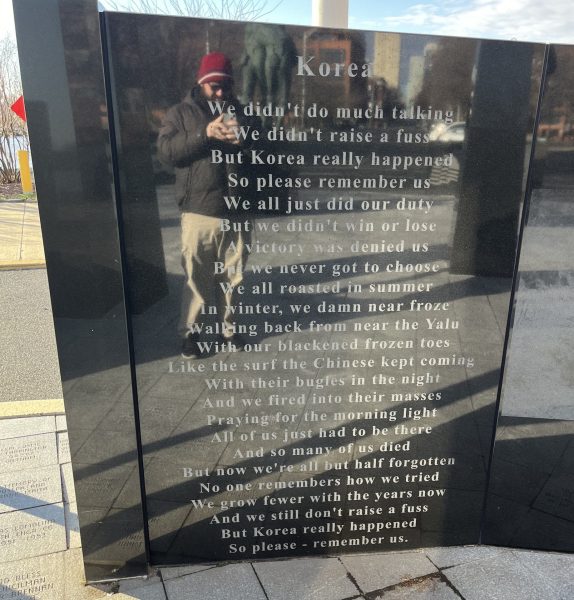 Korea
We didn't do much talking
We didn't raise a fuss
But Korea really happened
So please remember us
We all just did our duty
But we didn't win or lose
A victory was denied us
But we never got to choose
We all roasted in summer
In winter, we damn near froze
Walking back from near the Yalu
With our blackened frozen toes
Like the surf the Chinese kept coming
With their bugles in the night
And we fired into their masses
Praying for the morning light
All of us just had to be there
And so many of us died
But now we're all but half forgotten
No one remembers how we tried
We grow fewer with the years now
And we still don't raise a fuss
But Korea really happened
So please - remember us.